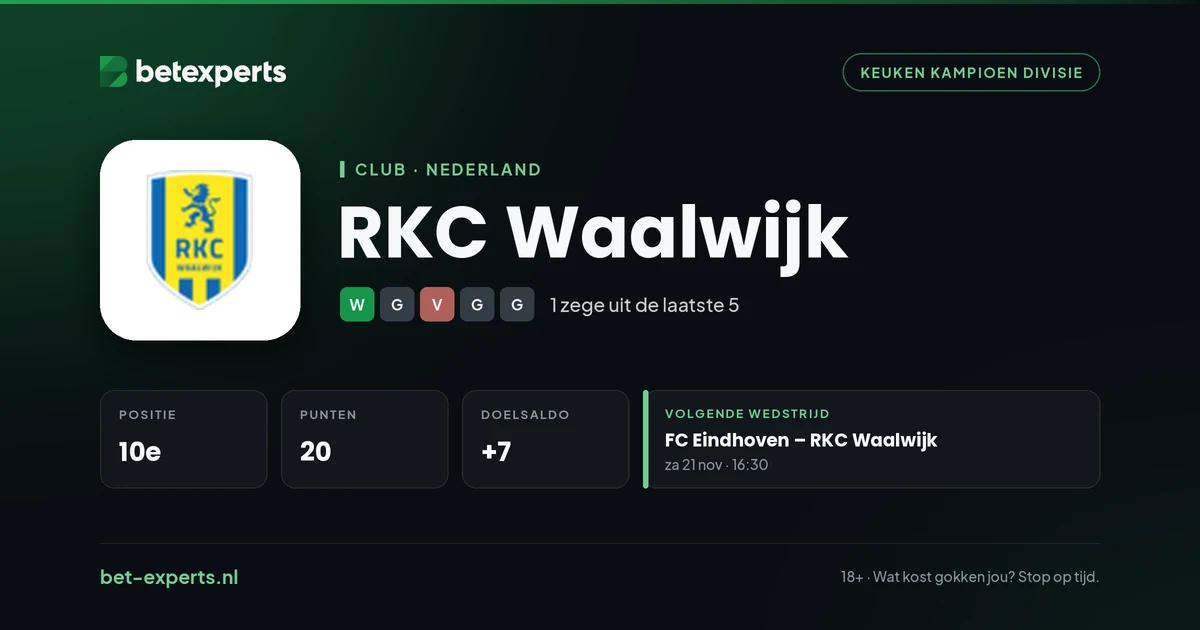 betexperts
KEUKEN KAMPIOEN DIVISIE
RKC
WAALWIJK
CLUB · NEDERLAND
RKC Waalwijk
W G V G G 1 zege uit de laatste 5
POSITIE
10e
PUNTEN
20
DOELSALDO
+7
VOLGENDE WEDSTRIJD
FC Eindhoven – RKC Waalwijk
za 21 nov · 16:30
bet-experts.nl
18+ · Wat kost gokken jou? Stop op tijd.